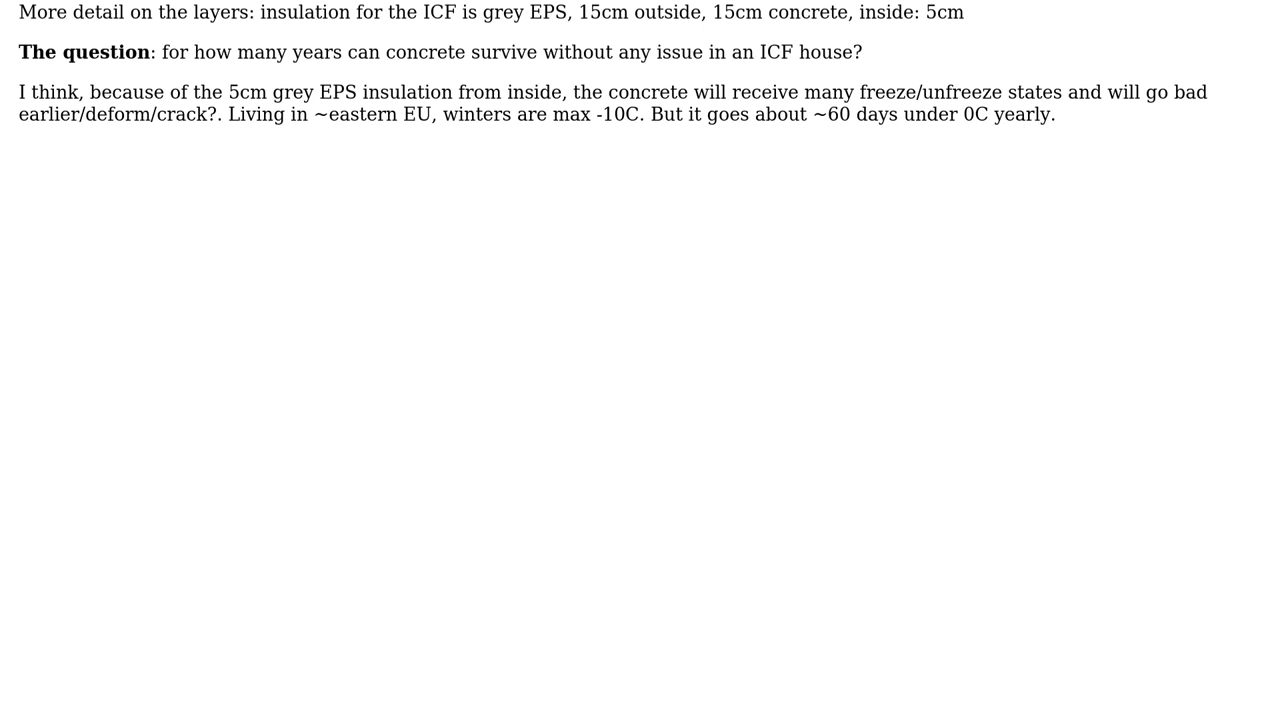 More detail on the layers: insulation for the ICF is grey EPS, 15cm outside, 15cm concrete, inside: 5cm
The question: for how many years can concrete survive without any issue in an ICF house?
I think, because of the 5cm grey EPS insulation from inside, the concrete will receive many freeze/unfreeze states and will go bad
earlier/deform/crack?. Living in ~eastern EU, winters are max -10C. But it goes about ~60 days under 0C yearly.